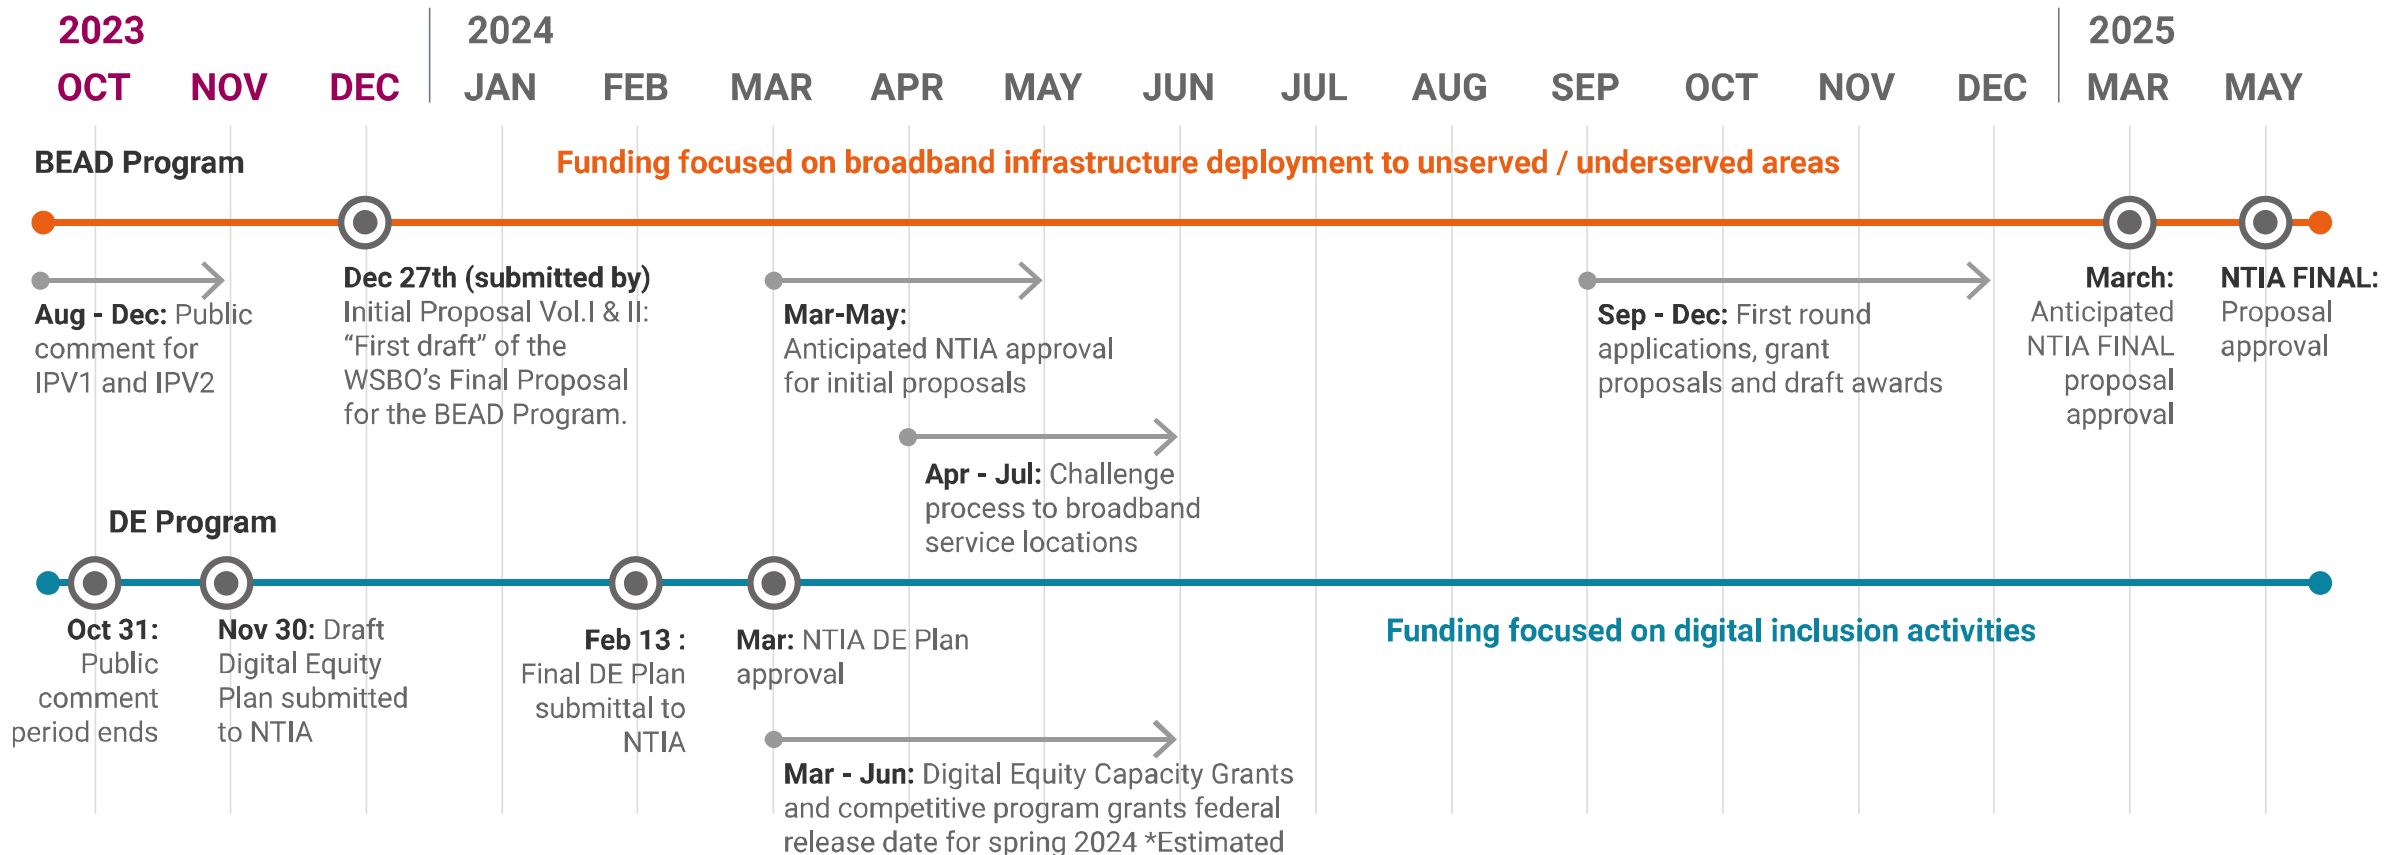 2023
2024
2025
OCT NOV DEC JAN FEB MAR APR MAY JUN JUL AUG SEP OCT NOV DEC MAR MAY
BEAD Program
Funding focused on broadband infrastructure deployment to unserved / underserved areas
Aug - Dec: Public
comment for
IPV1 and IPV2
Dec 27th (submitted by)
Initial Proposal Vol.I & II:
“First draft” of the
WSBO’s Final Proposal
for the BEAD Program.
Mar-May:
Anticipated NTIA approval
for initial proposals
Apr - Jul: Challenge
process to broadband
service locations
Sep - Dec: First round
applications, grant
proposals and draft awards
March:
Anticipated
NTIA FINAL
proposal
approval
NTIA FINAL:
Proposal
approval
DE Program
Oct 31:
Public
comment
period ends
Nov 30: Draft
Digital Equity
Plan submitted
to NTIA
Feb 13 :
Final DE Plan
submittal to
NTIA
Mar: NTIA DE Plan
approval
Funding focused on digital inclusion activities
Mar - Jun: Digital Equity Capacity Grants
and competitive program grants federal
release date for spring 2024 *Estimated